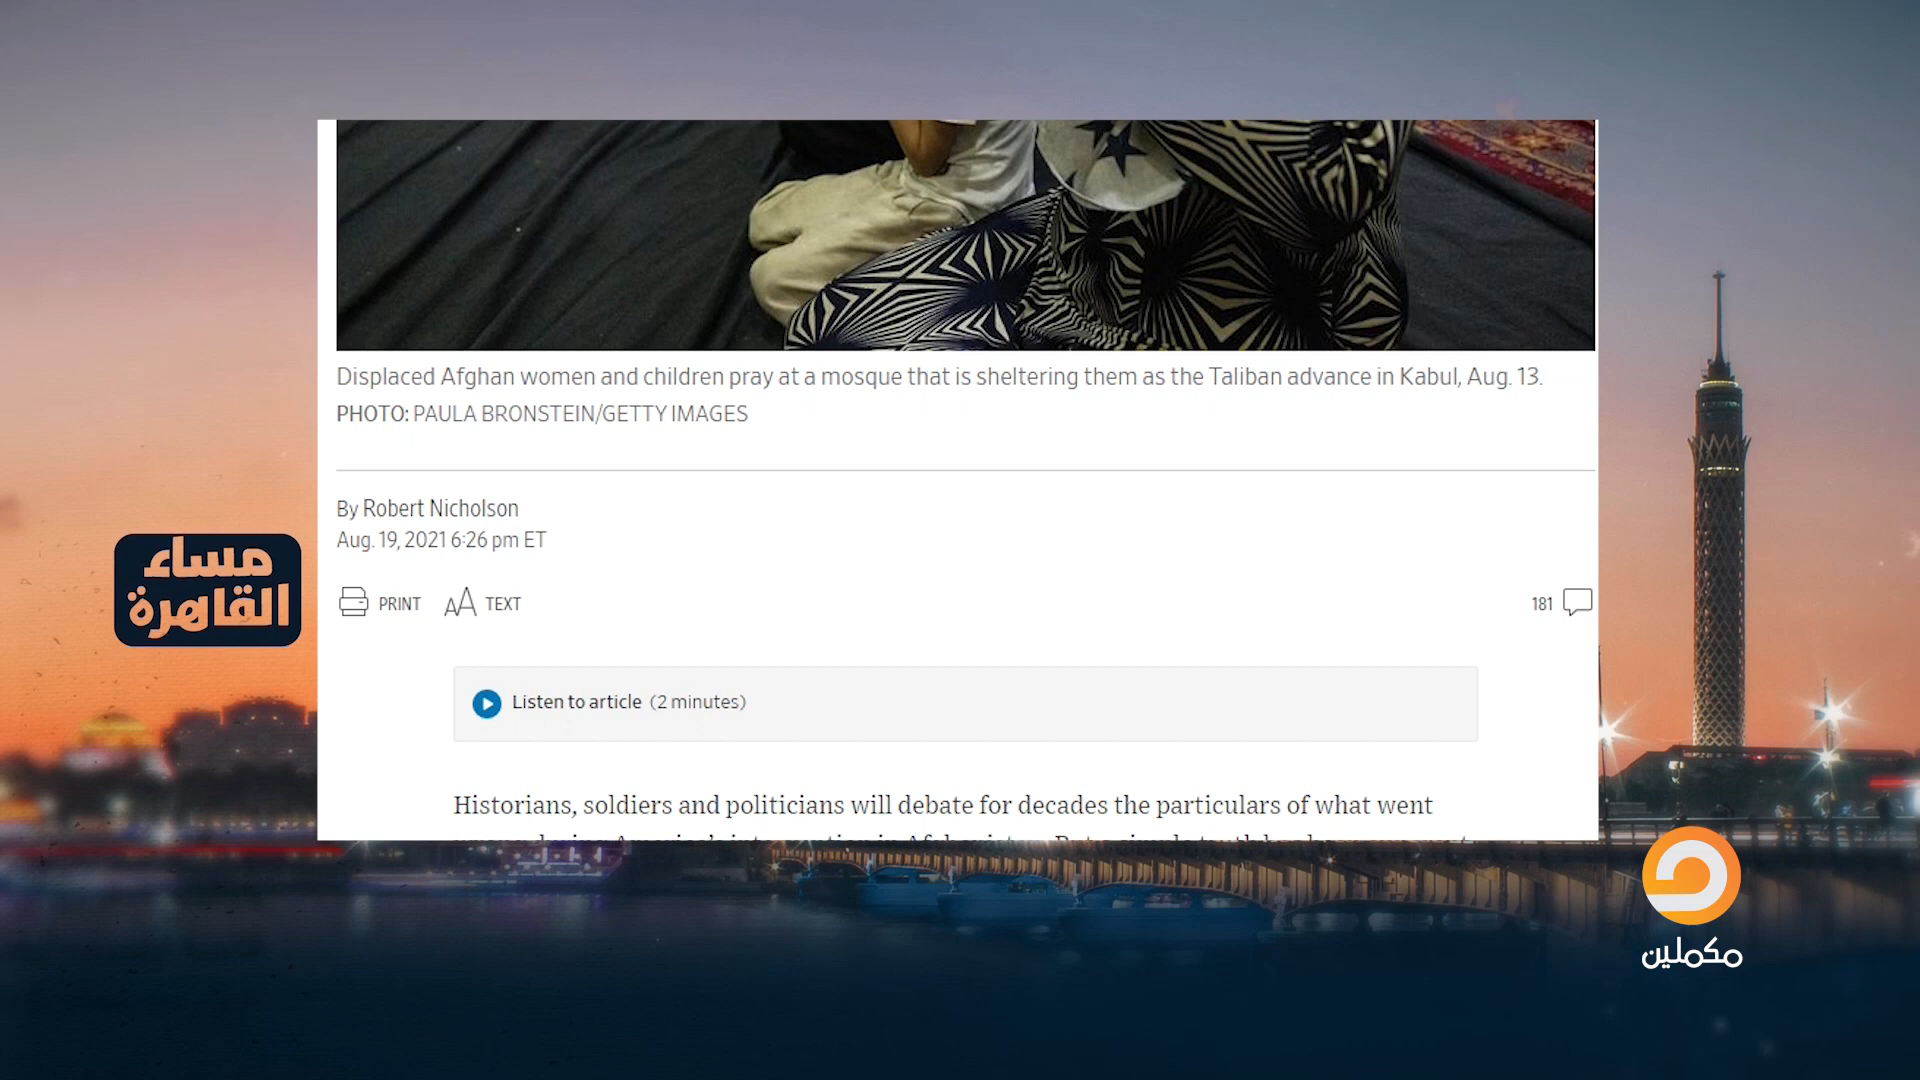 Displaced Afghan women and children pray at a mosque that is sheltering them as the Taliban advance in Kabul, Aug. 13.
PHOTO: PAULA BRONSTEIN/GETTY IMAGES
By Robert Nicholson
Aug. 19, 2021 6:26 pm ET
مساء
القاهرة
PRINT AA TEXT
181
Listen to article (2 minutes)
Historians, soldiers and politicians will debate for decades the particulars of what went
مكملين